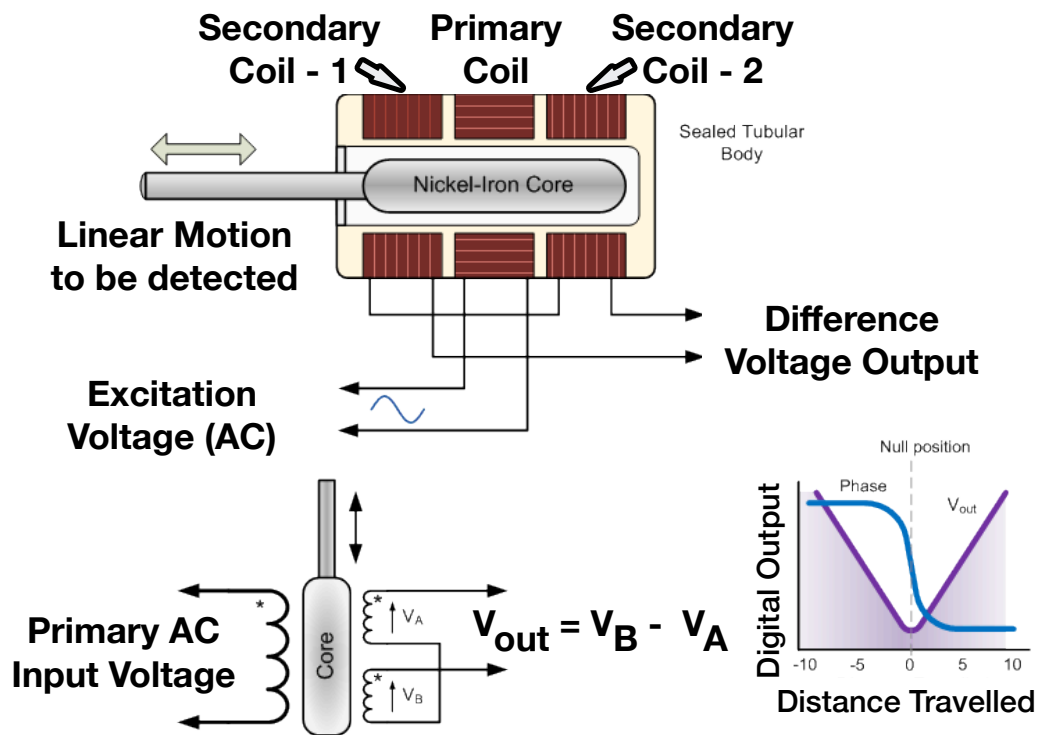 Secondary Coil - 1
Primary Coil
Secondary Coil - 2
Sealed Tubular
Body
Nickel-Iron Core
Linear Motion
to be detected
Difference
Voltage Output
Excitation
Voltage (AC)
Primary AC
Input Voltage
*
Core
*
VA
*
VB
Vout = VB - VA
Null position
Phase
Vout
Digital Output
-10 -5 0 5 10
Distance Travelled